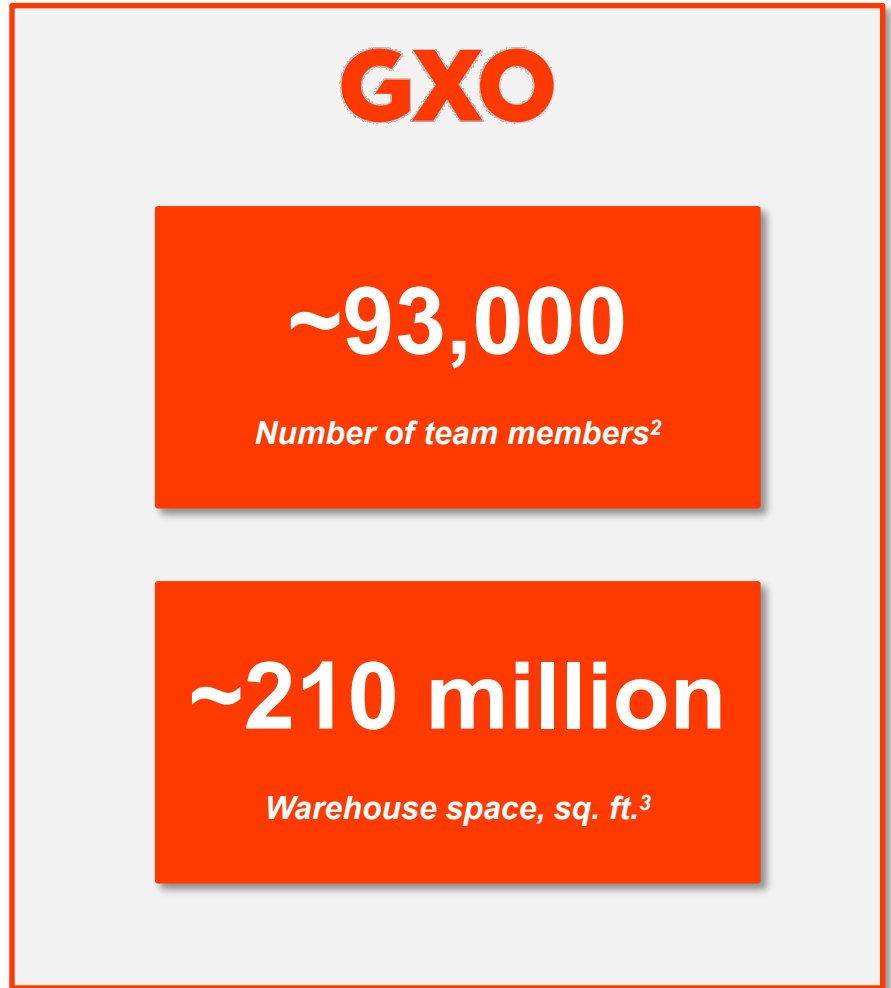 GXO
~93,000
Number of team members²
~210 million
Warehouse space, sq. ft.³